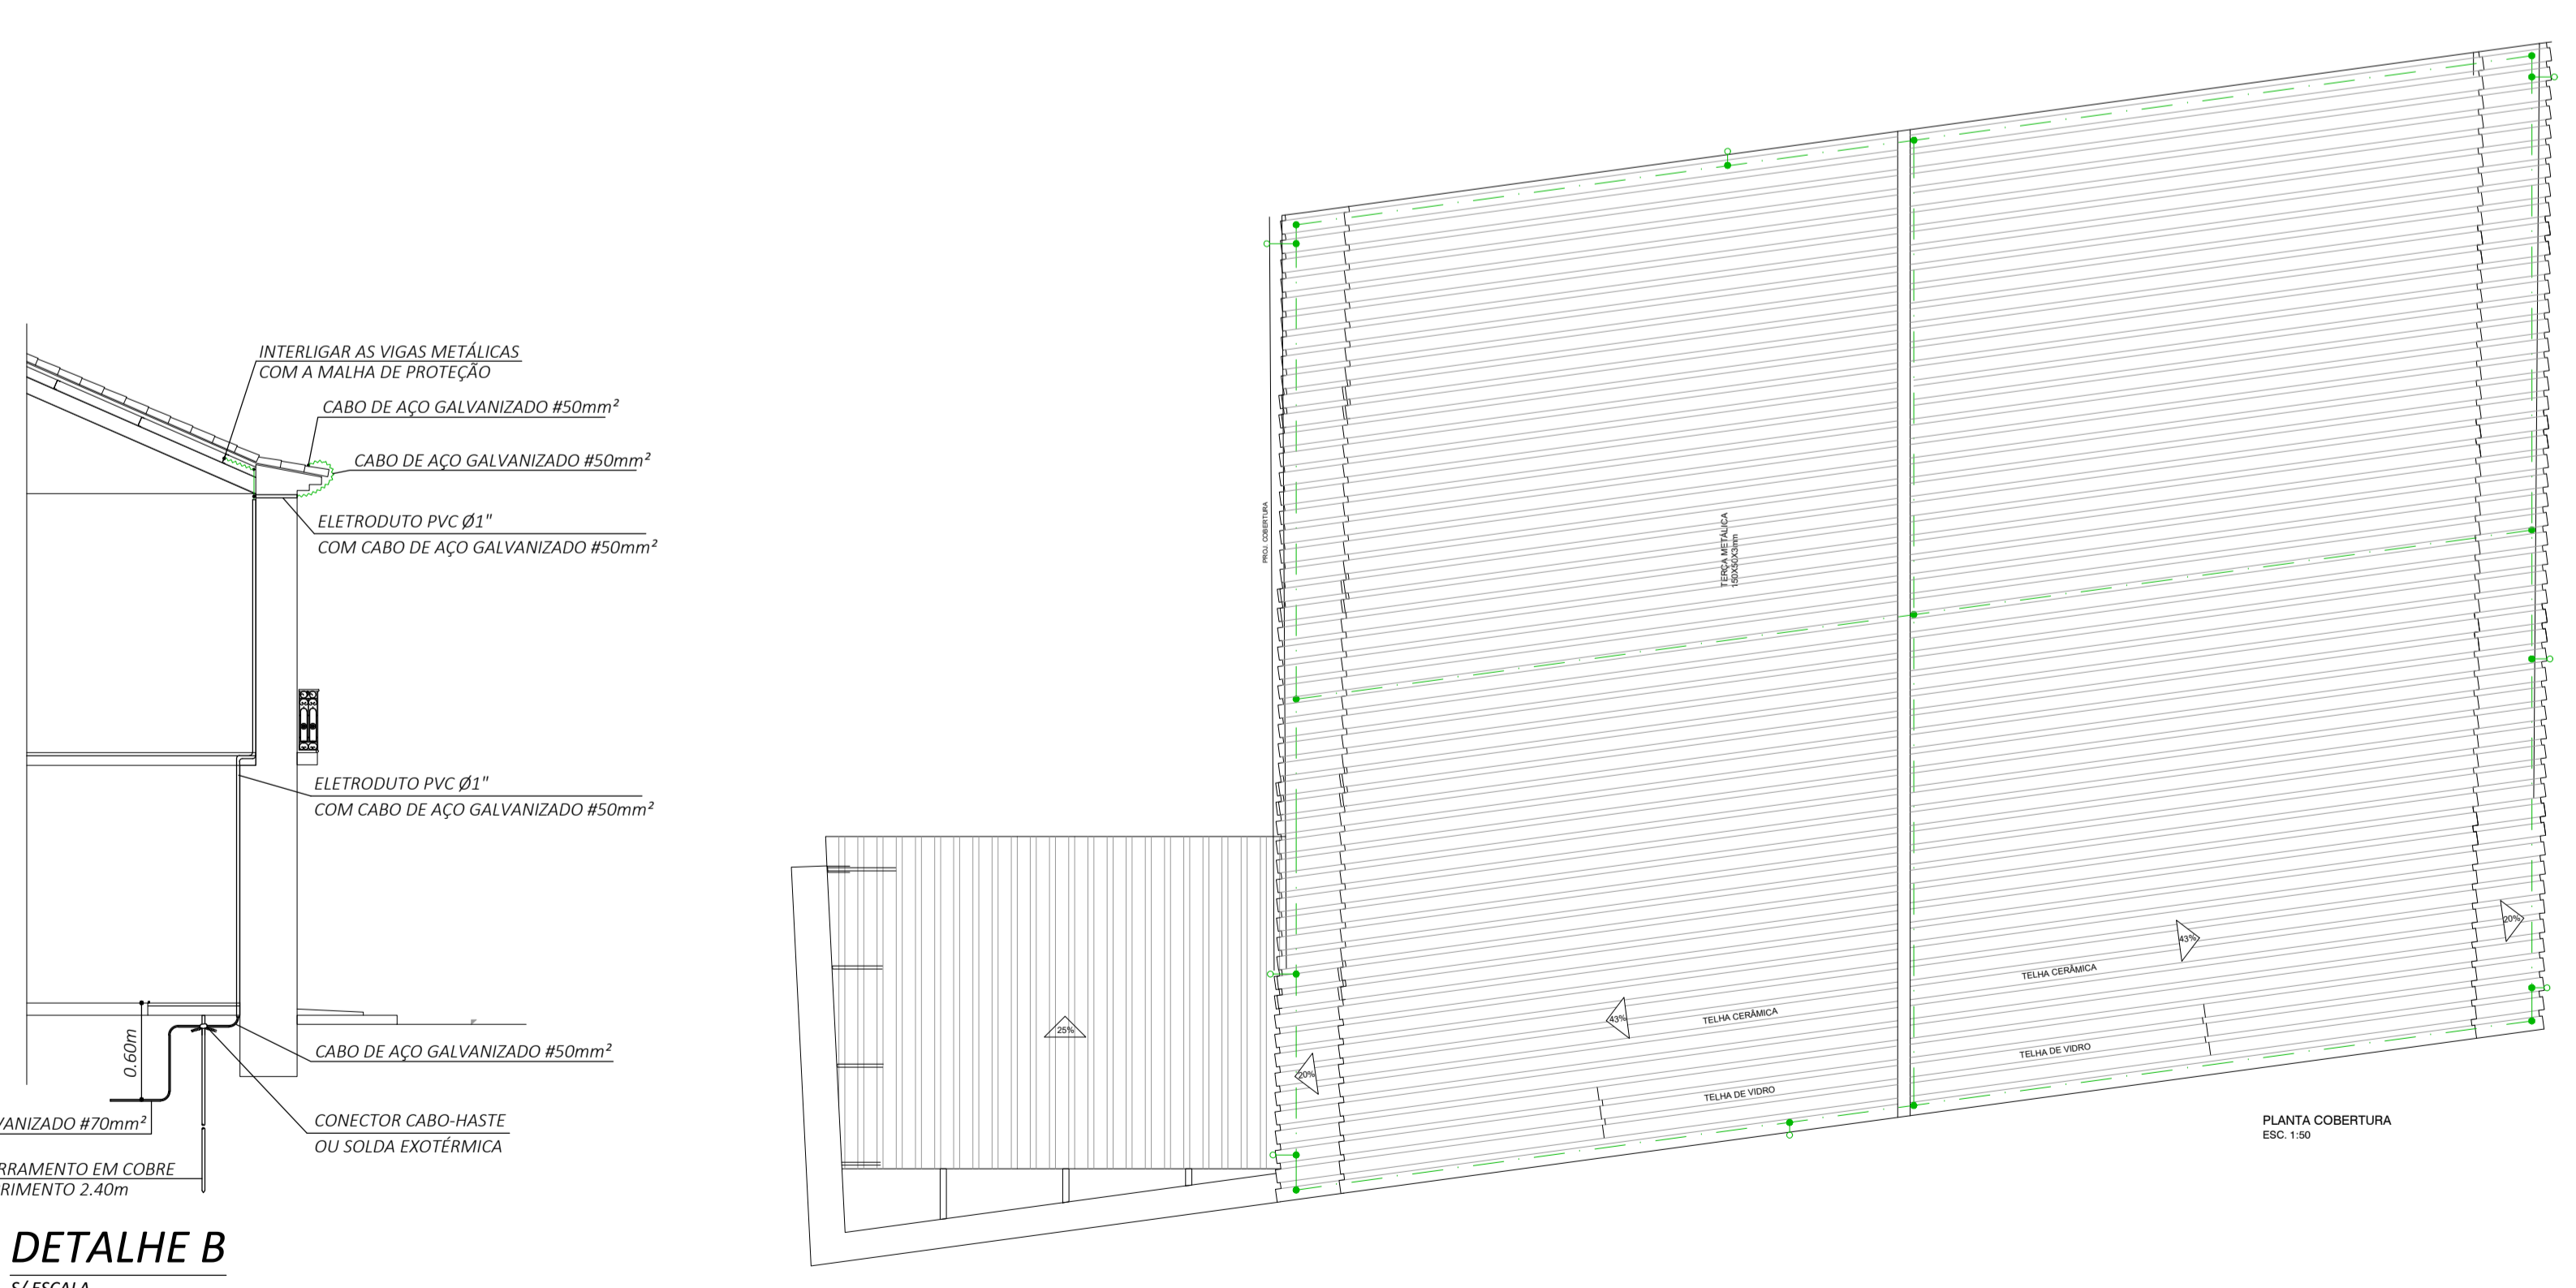 INTERLIGAR AS VIGAS METÁLICAS
COM A MALHA DE PROTEÇÃO
CABO DE AÇO GALVANIZADO #50mm²
CABO DE AÇO GALVANIZADO #50mm²
ELETRODUTO PVC Ø1"
COM CABO DE AÇO GALVANIZADO #50mm²
ELETRODUTO PVC Ø1"
COM CABO DE AÇO GALVANIZADO #50mm²
0.60m
CABO DE AÇO GALVANIZADO #50mm²
VANIZADO #70mm²
CONECTOR CABO-HASTE
OU SOLDA EXOTÉRMICA
RRAMENTO EM COBRE
RIMENTO 2.40m
DETALHE B
S/ ESCALA
PROJ. COBERTURA
TERÇA METÁLICA
150X50X3mm
25%
20%
43%
TELHA CERÂMICA
TELHA DE VIDRO
TELHA CERÂMICA
43%
20%
TELHA DE VIDRO
PLANTA COBERTURA
ESC. 1:50